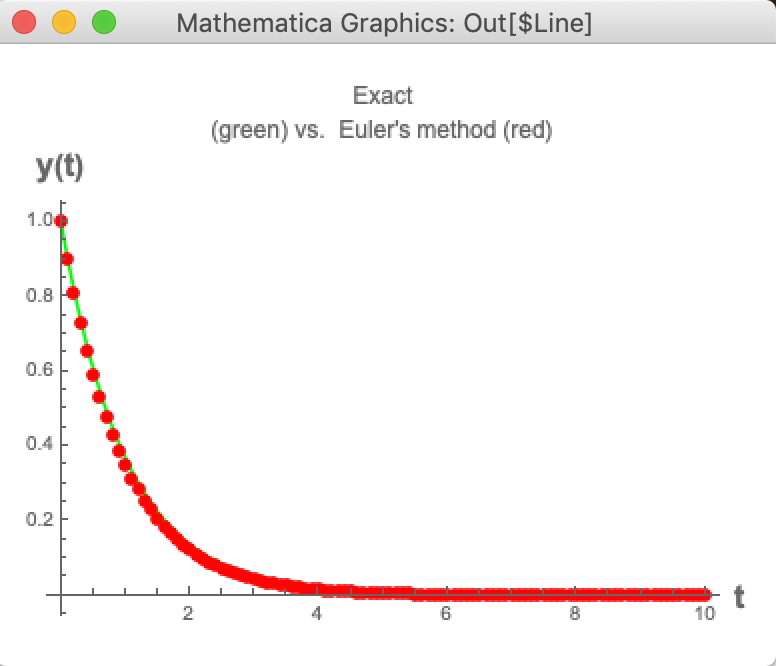 Mathematica Graphics: Out[$Line]
Exact
(green) vs.  Euler's method (red)
y(t)
1.0
0.8
0.6
0.4
0.2
2 4 6 8 10 t